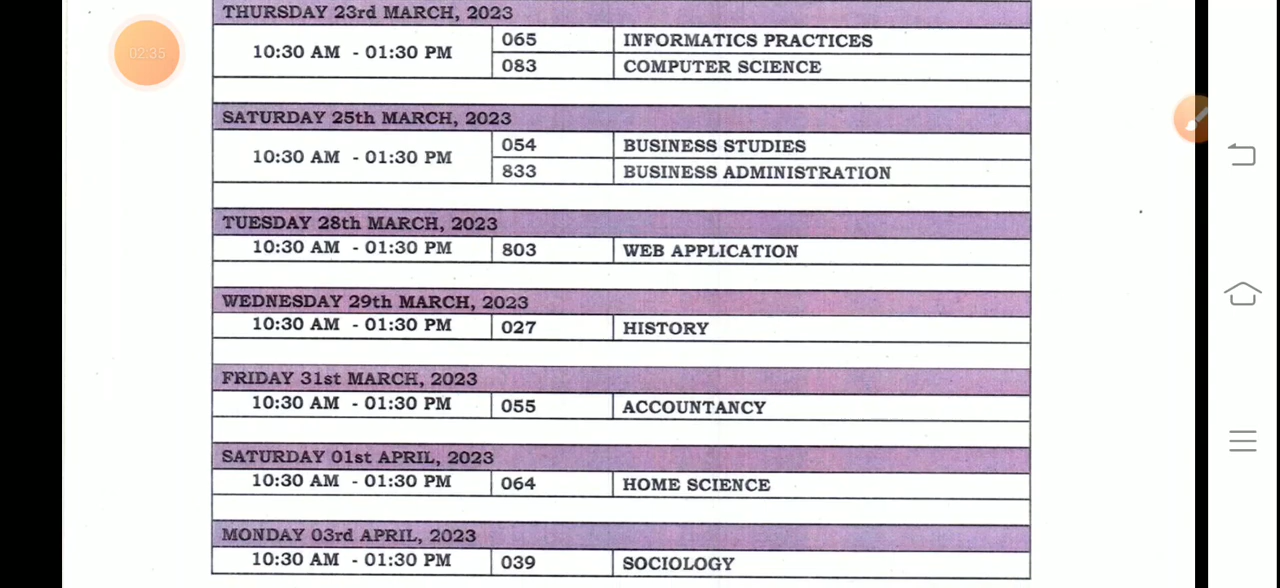 THURSDAY 23rd MARCH, 2023
02:35
10:30 AM - 01:30 PM
065 INFORMATICS PRACTICES
083 COMPUTER SCIENCE
SATURDAY 25th MARCH, 2023
10:30 AM - 01:30 PM
054 BUSINESS STUDIES
833 BUSINESS ADMINISTRATION
TUESDAY 28th MARCH, 2023
10:30 AM - 01:30 PM 803 WEB APPLICATION
WEDNESDAY 29th MARCH, 2023
10:30 AM - 01:30 PM 027 HISTORY
FRIDAY 31st MARCH, 2023
10:30 AM - 01:30 PM 055 ACCOUNTANCY
SATURDAY 01st APRIL, 2023
10:30 AM - 01:30 PM 064 HOME SCIENCE
MONDAY 03rd APRIL, 2023
10:30 AM - 01:30 PM 039 SOCIOLOGY